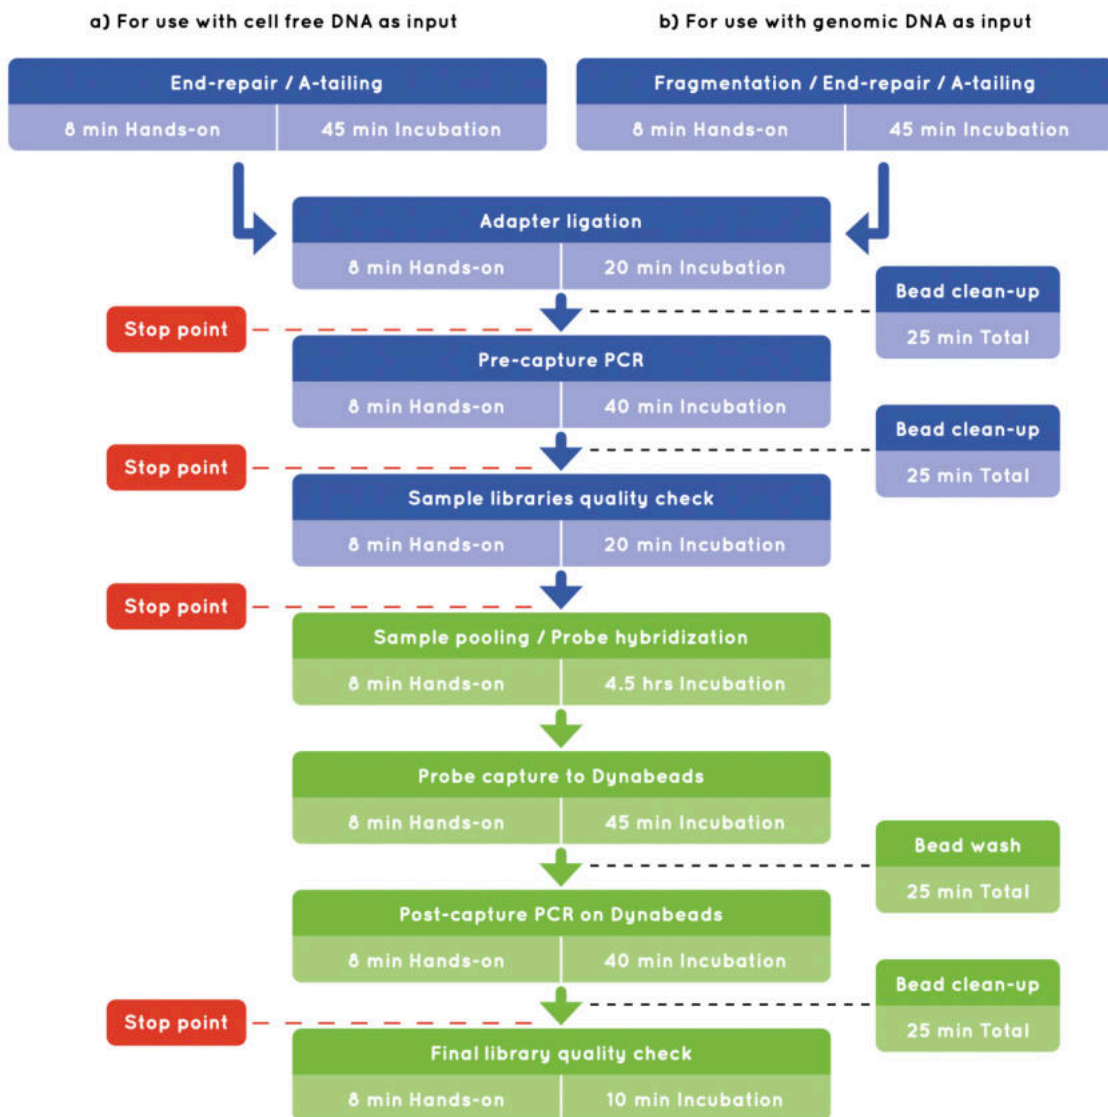 a) For use with cell free DNA as input
b) For use with genomic DNA as input
End-repair / A-tailing
8 min Hands-on
45 min Incubation
Fragmentation / End-repair / A-tailing
8 min Hands-on
45 min Incubation
Adapter ligation
8 min Hands-on
20 min Incubation
Bead clean-up
25 min Total
Stop point
Pre-capture PCR
8 min Hands-on
40 min Incubation
Bead clean-up
25 min Total
Stop point
Sample libraries quality check
8 min Hands-on
20 min Incubation
Stop point
Sample pooling / Probe hybridization
8 min Hands-on
4.5 hrs Incubation
Probe capture to Dynabeads
8 min Hands-on
45 min Incubation
Bead wash
25 min Total
Post-capture PCR on Dynabeads
8 min Hands-on
40 min Incubation
Bead clean-up
25 min Total
Stop point
Final library quality check
8 min Hands-on
10 min Incubation